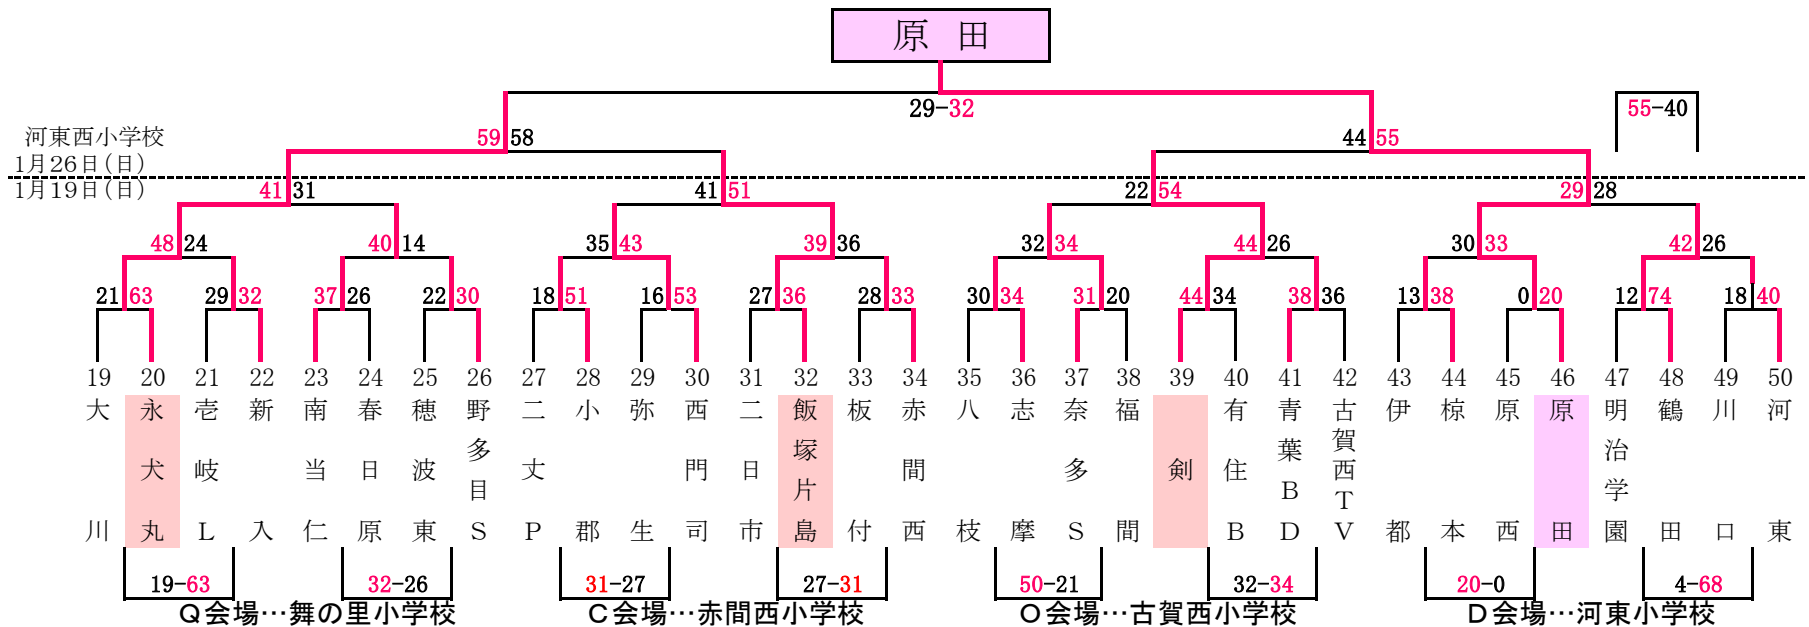 原 田
29-32
55-40
河東西小学校
59 58
44 55
1月26日(日)
1月19日(日)
41 31
41 51
22 54
29 28
48 24
40 14
35 43
39 36
32 34
44 26
30 33
42 26
21 63
29 32
37 26
22 30
18 51
16 53
27 36
28 33
30 34
31 20
44 34
38 36
13 38
0 20
12 74
18 40
19 20 21 22 23 24 25 26 27 28 29 30 31 32 33 34 35 36 37 38 39 40 41 42 43 44 45 46 47 48 49 50
大川
永犬丸
壱岐L
新入
南当仁
春日原
穂波東
野多目S
二丈P
小郡
弥生
西門司
二日市
飯塚片島
板付
赤間西
八枝
志摩
奈多S
福間
剣
有住B
青葉BD
古賀西TV
伊都
椋本
原西
原田
明治学園
鶴田
川口
河東
19-63
32-26
31-27
27-31
50-21
32-34
20-0
4-68
Q会場…舞の里小学校
C会場…赤間西小学校
O会場…古賀西小学校
D会場…河東小学校